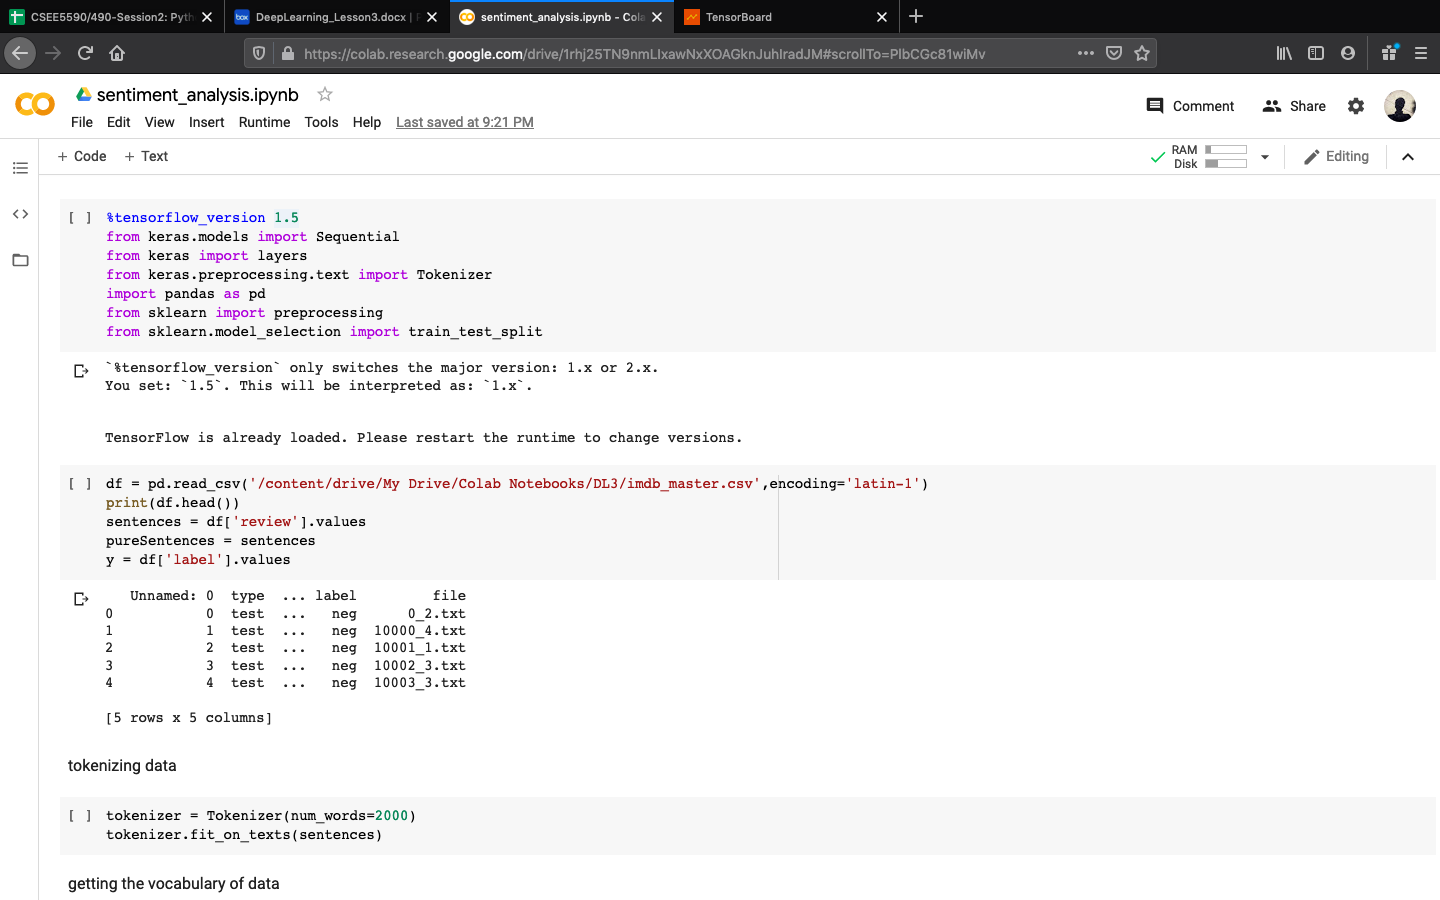 CSEE5590/490-Session2: Pyth
DeepLearning_Lesson3.docx |
sentiment_analysis.ipynb - Cola
TensorBoard
https://colab.research.google.com/drive/1rhj25TN9nmLIxawNxXOAGknJuhIradJM#scrollTo=PlbCGc81wiMv
sentiment_analysis.ipynb
Comment
Share
File Edit View Insert Runtime Tools Help Last saved at 9:21 PM
+ Code + Text
RAM
Disk
Editing
[ ] %tensorflow_version 1.5
from keras.models import Sequential
from keras import layers
from keras.preprocessing.text import Tokenizer
import pandas as pd
from sklearn import preprocessing
from sklearn.model_selection import train_test_split
`%tensorflow_version` only switches the major version: 1.x or 2.x.
You set: `1.5`. This will be interpreted as: `1.x`.
TensorFlow is already loaded. Please restart the runtime to change versions.
[ ] df = pd.read_csv('/content/drive/My Drive/Colab Notebooks/DL3/imdb_master.csv',encoding='latin-1')
print(df.head())
sentences = df['review'].values
pureSentences = sentences
y = df['label'].values
Unnamed: 0 type ... label file
0 0 test ... neg 0_2.txt
1 1 test ... neg 10000_4.txt
2 2 test ... neg 10001_1.txt
3 3 test ... neg 10002_3.txt
4 4 test ... neg 10003_3.txt
[5 rows x 5 columns]
tokenizing data
[ ] tokenizer = Tokenizer(num_words=2000)
tokenizer.fit_on_texts(sentences)
getting the vocabulary of data